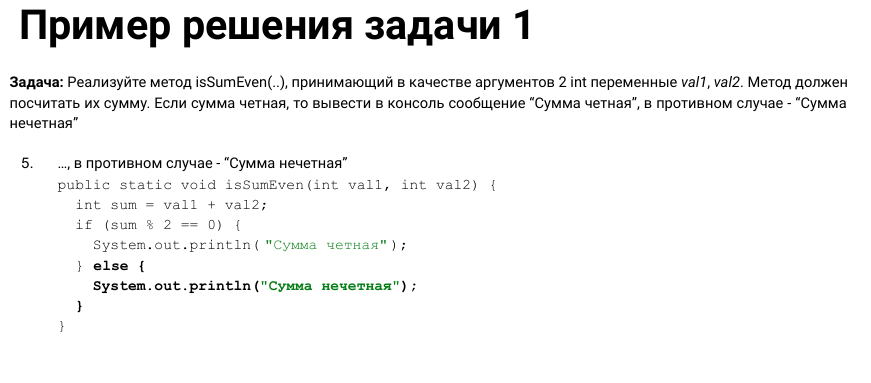 Пример решения задачи 1
Задача: Реализуйте метод isSumEven(..), принимающий в качестве аргументов 2 int переменные val1, val2. Метод должен
посчитать их сумму. Если сумма четная, то вывести в консоль сообщение “Сумма четная”, в противном случае - “Сумма
нечетная”
5. …, в противном случае - “Сумма нечетная”
public static void isSumEven(int val1, int val2) {
int sum = val1 + val2;
if (sum % 2 == 0) {
System.out.println("Сумма четная");
} else {
System.out.println("Сумма нечетная");
}
}